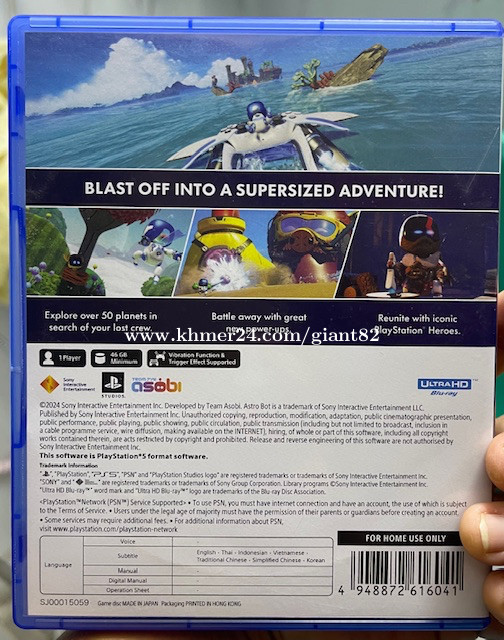 BLAST OFF INTO A SUPERSIZED ADVENTURE!
Explore over 50 planets in
search of your lost crew.
Battle away with great
new power-ups.
Reunite with iconic
PlayStation® Heroes.
www.khmer24.com/giant82
1 Player
46 GB
Minimum
Vibration Function &
Trigger Effect Supported
Sony
Interactive
Entertainment
PlayStation
STUDIOS
TEAM
asobi
ULTRA HD
Blu-ray
©2024 Sony Interactive Entertainment Inc. Developed by Team Asobi. Astro Bot is a trademark of Sony Interactive Entertainment LLC.
Published by Sony Interactive Entertainment Inc. Unauthorized copying, reproduction, modification, adaptation, public cinematographic presentation,
public performance, public playing, public showing, public circulation, public transmission (including but not limited to broadcast, inclusion in
a cable programme service, wire diffusion, making available on the INTERNET), hiring, of whole or part of this software, including all copyright
works contained therein, are acts restricted by copyright and prohibited. Lease and reverse engineering of this software are not authorised by
Sony Interactive Entertainment Inc.
This software is PlayStation®5 format software.
Trademark Information
"PlayStation", "PS5", "PSN" and "PlayStation Studios logo" are registered trademarks or trademarks of Sony Interactive Entertainment Inc.
"SONY" and are registered trademarks or trademarks of Sony Group Corporation. Library programs ©Sony Interactive Entertainment Inc.
"Ultra HD Blu-ray™" word mark and "Ultra HD Blu-ray™" logo are trademarks of the Blu-ray Disc Association.
<PlayStation™Network (PSN™) Service Supported> • To use PSN, you must have internet connection and have an account, the use of which is subject
to the Terms of Service. • Users under the legal age of majority must have the permission of their parents or guardians before creating an account.
• Some services may require additional fees. • For additional information about PSN,
visit www.playstation.com/playstation-network
Language
Voice -
Subtitle English - Thai - Indonesian - Vietnamese -
Traditional Chinese - Simplified Chinese - Korean
Manual -
Digital Manual -
Operation Sheet -
FOR HOME USE ONLY
4 948872 616041
SJ00015059 Game disc MADE IN JAPAN Packaging PRINTED IN HONG KONG